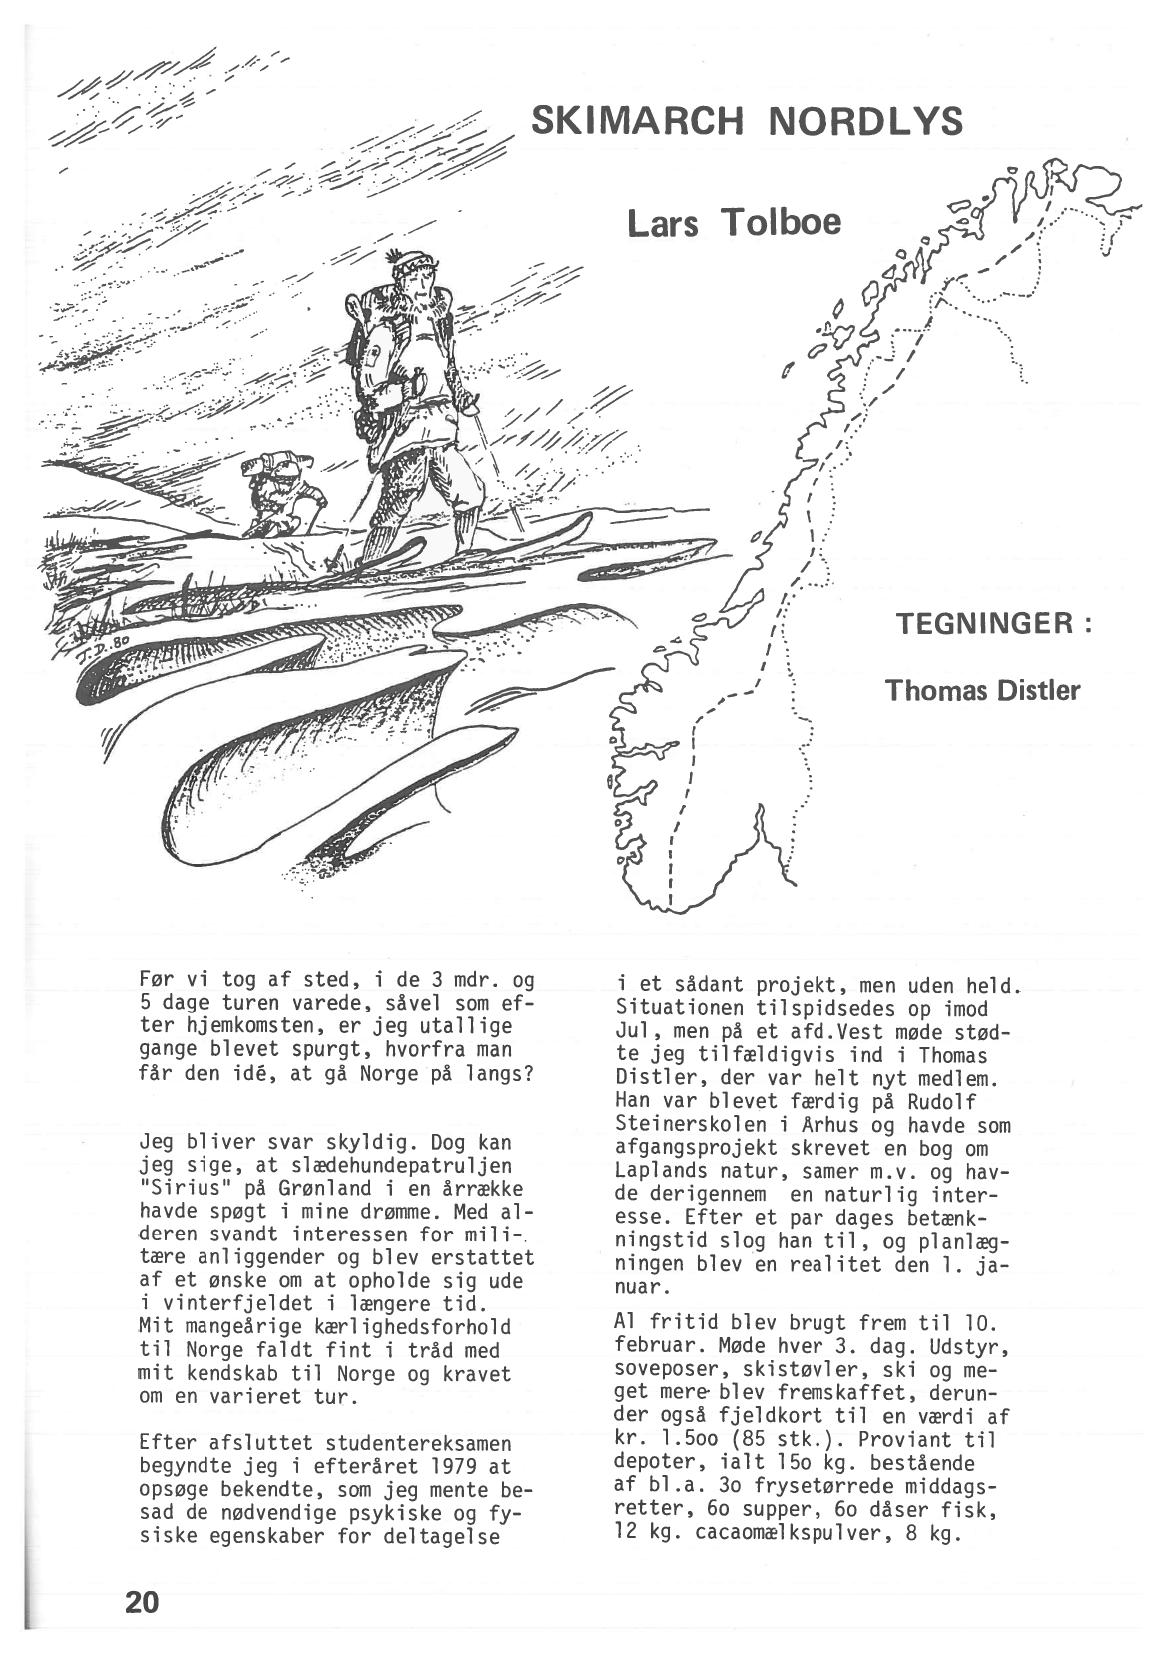 SKIMARCH NORDLYS
Lars Tolboe
TEGNINGER :
Thomas Distler
T.D. 80
Før vi tog af sted, i de 3 mdr. og
5 dage turen varede, såvel som ef-
ter hjemkomsten, er jeg utallige
gange blevet spurgt, hvorfra man
får den idé, at gå Norge på langs?
Jeg bliver svar skyldig. Dog kan
jeg sige, at slædehundepatruljen
"Sirius" på Grønland i en årrække
havde spøgt i mine drømme. Med al-
deren svandt interessen for mili-
tære anliggender og blev erstattet
af et ønske om at opholde sig ude
i vinterfjeldet i længere tid.
Mit mangeårige kærlighedsforhold
til Norge faldt fint i tråd med
mit kendskab til Norge og kravet
om en varieret tur.
Efter afsluttet studentereksamen
begyndte jeg i efteråret 1979 at
opsøge bekendte, som jeg mente be-
sad de nødvendige psykiske og fy-
siske egenskaber for deltagelse
i et sådant projekt, men uden held.
Situationen tilspidsedes op imod
Jul, men på et afd.Vest møde stød-
te jeg tilfældigvis ind i Thomas
Distler, der var helt nyt medlem.
Han var blevet færdig på Rudolf
Steinerskolen i Århus og havde som
afgangsprojekt skrevet en bog om
Laplands natur, samer m.v. og hav-
de derigennem en naturlig inter-
esse. Efter et par dages betænk-
ningstid slog han til, og planlæg-
ningen blev en realitet den 1. ja-
nuar.
Al fritid blev brugt frem til 10.
februar. Møde hver 3. dag. Udstyr,
soveposer, skistøvler, ski og me-
get mere blev fremskaffet, derun-
der også fjeldkort til en værdi af
kr. 1.5oo (85 stk.). Proviant til
depoter, ialt 15o kg. bestående
af bl.a. 3o frysetørrede middags-
retter, 6o supper, 6o dåser fisk,
12 kg. cacaomælkspulver, 8 kg.
20